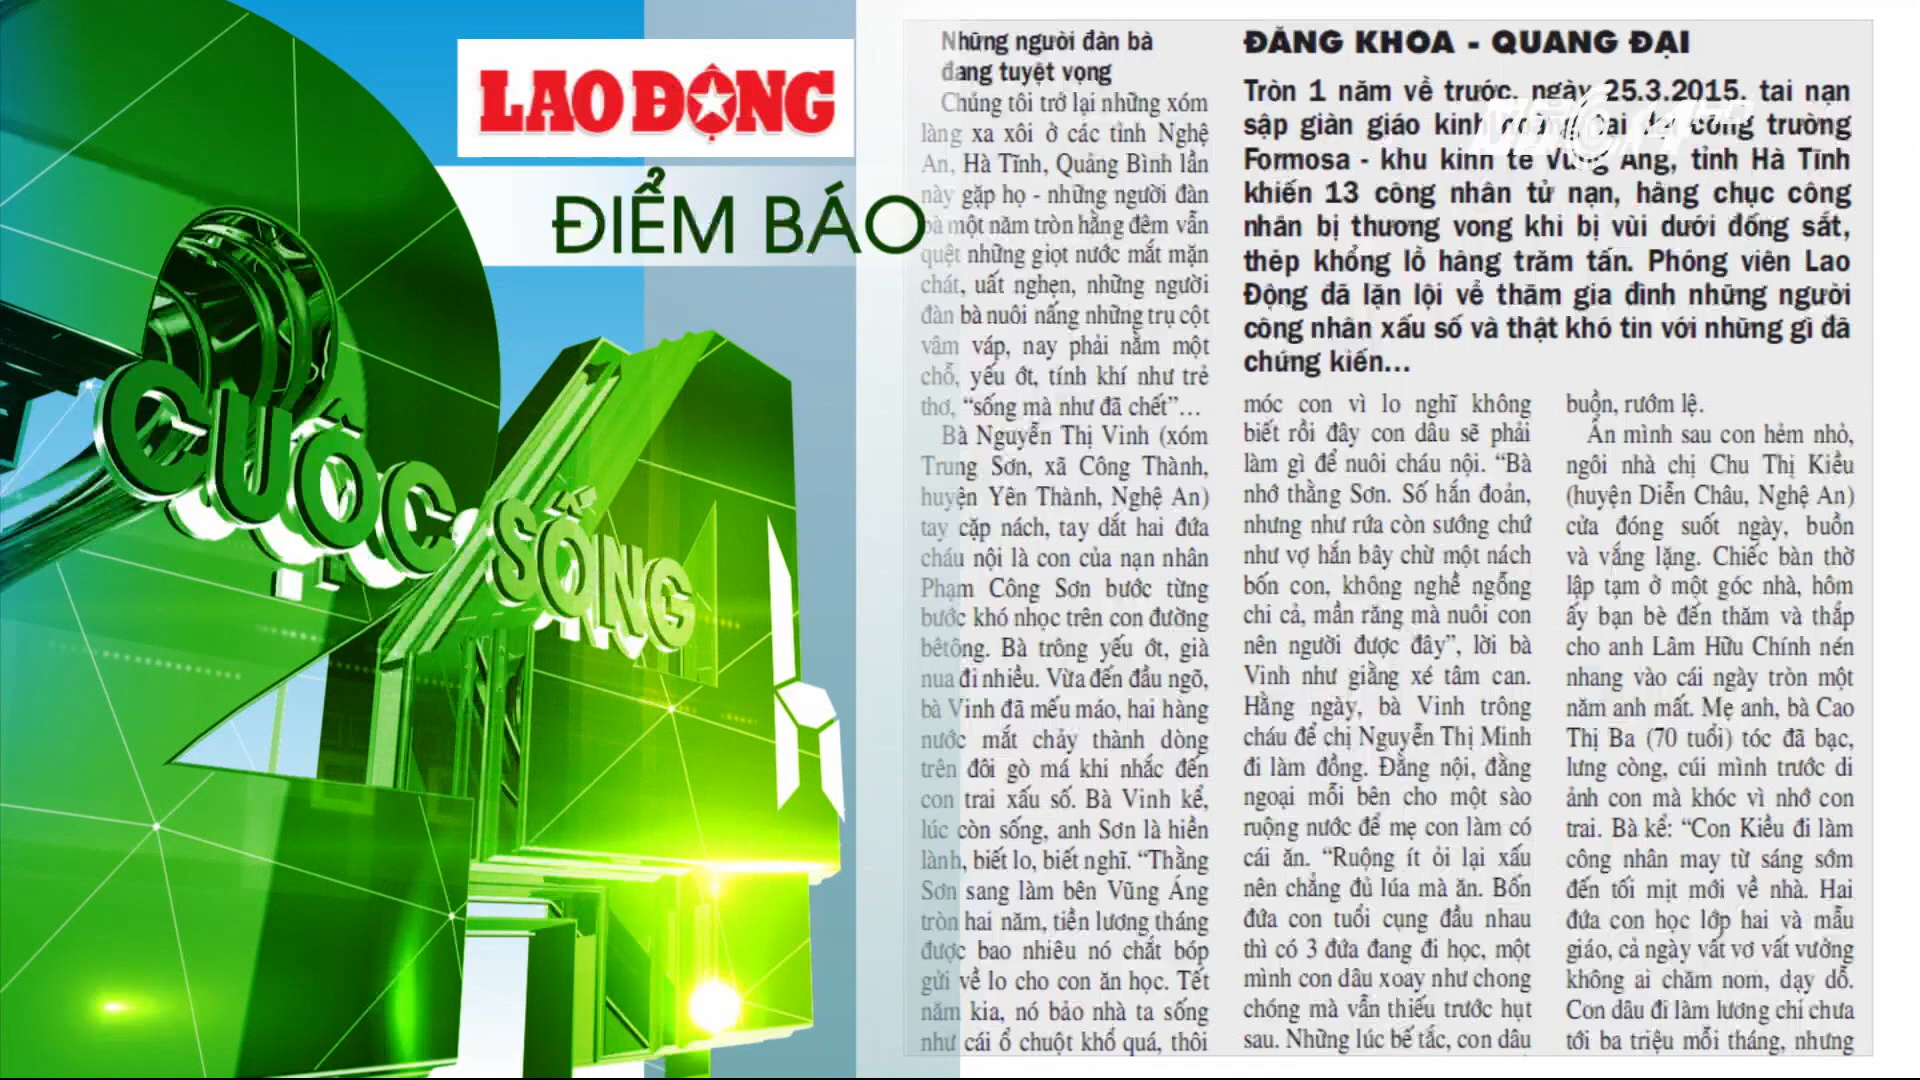 LAO ĐỘNG
ĐIỂM BÁO
CUỘC SỐNG
24
Những người đàn bà
đang tuyệt vọng
Chúng tôi trở lại những xóm
làng xa xôi ở các tỉnh Nghệ
An, Hà Tĩnh, Quảng Bình lần
này gặp họ - những người đàn
bà một năm tròn hằng đêm vẫn
quệt những giọt nước mắt mặn
chát, uất nghẹn, những người
đàn bà nuôi nấng những trụ cột
vâm váp, nay phải nằm một
chỗ, yếu ớt, tính khí như trẻ
thơ, “sống mà như đã chết”...
Bà Nguyễn Thị Vinh (xóm
Trung Sơn, xã Công Thành,
huyện Yên Thành, Nghệ An)
tay cặp nách, tay dắt hai đứa
cháu nội là con của nạn nhân
Phạm Công Sơn bước từng
bước khó nhọc trên con đường
bêtông. Bà trông yếu ớt, già
nua đi nhiều. Vừa đến đầu ngõ,
bà Vinh đã mếu máo, hai hàng
nước mắt chảy thành dòng
trên đôi gò má khi nhắc đến
con trai xấu số. Bà Vinh kể,
lúc còn sống, anh Sơn là hiền
lành, biết lo, biết nghĩ. “Thằng
Sơn sang làm bên Vũng Áng
tròn hai năm, tiền lương tháng
được bao nhiêu nó chắt bóp
gửi về lo cho con ăn học. Tết
năm kia, nó bảo nhà ta sống
như cái ổ chuột khổ quá, thôi
ĐĂNG KHOA - QUANG ĐẠI
Tròn 1 năm về trước, ngày 25.3.2015, tai nạn
sập giàn giáo kinh hoàng tại đại công trường
Formosa - khu kinh tế Vũng Áng, tỉnh Hà Tĩnh
khiến 13 công nhân tử nạn, hàng chục công
nhân bị thương vong khi bị vùi dưới đống sắt,
thép khổng lồ hàng trăm tấn. Phóng viên Lao
Động đã lặn lội về thăm gia đình những người
công nhân xấu số và thật khó tin với những gì đã
chứng kiến...
móc con vì lo nghĩ không
biết rồi đây con dâu sẽ phải
làm gì để nuôi cháu nội. “Bà
nhớ thằng Sơn. Số hắn đoản,
nhưng như rứa còn sướng chứ
như vợ hắn bây chừ một nách
bốn con, không nghề ngỗng
chi cả, mần răng mà nuôi con
nên người được đây”, lời bà
Vinh như giằng xé tâm can.
Hằng ngày, bà Vinh trông
cháu để chị Nguyễn Thị Minh
đi làm đồng. Đằng nội, đằng
ngoại mỗi bên cho một sào
ruộng nước để mẹ con làm có
cái ăn. “Ruộng ít ỏi lại xấu
nên chẳng đủ lúa mà ăn. Bốn
đứa con tuổi cụng đầu nhau
thì có 3 đứa đang đi học, một
mình con dâu xoay như chong
chóng mà vẫn thiếu trước hụt
sau. Những lúc bế tắc, con dâu
buồn, rướm lệ.
Ẩn mình sau con hẻm nhỏ,
ngôi nhà chị Chu Thị Kiều
(huyện Diễn Châu, Nghệ An)
cửa đóng suốt ngày, buồn
và vắng lặng. Chiếc bàn thờ
lập tạm ở một góc nhà, hôm
ấy bạn bè đến thăm và thắp
cho anh Lâm Hữu Chính nén
nhang vào cái ngày tròn một
năm anh mất. Mẹ anh, bà Cao
Thị Ba (70 tuổi) tóc đã bạc,
lưng còng, cúi mình trước di
ảnh con mà khóc vì nhớ con
trai. Bà kể: “Con Kiều đi làm
công nhân may từ sáng sớm
đến tối mịt mới về nhà. Hai
đứa con học lớp hai và mẫu
giáo, cả ngày vất vơ vất vưởng
không ai chăm nom, dạy dỗ.
Con dâu đi làm lương chỉ chưa
tới ba triệu mỗi tháng, nhưng